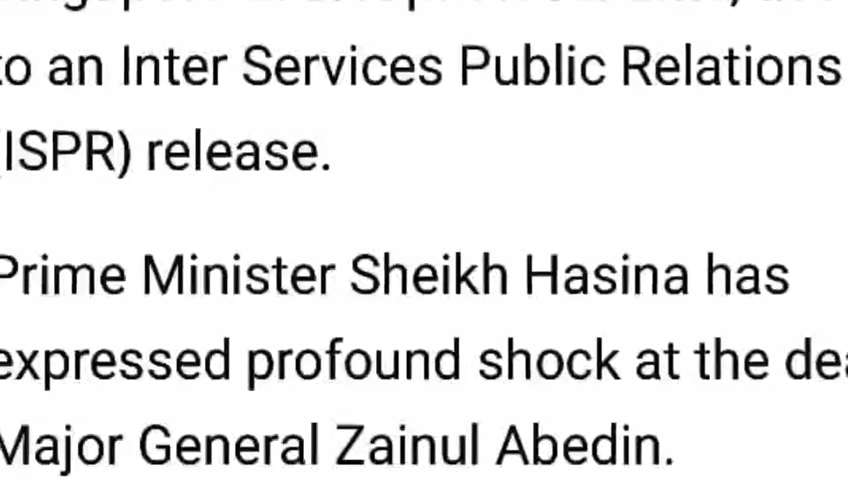 to an Inter Services Public Relations
(ISPR) release.
Prime Minister Sheikh Hasina has
expressed profound shock at the
Major General Zainul Abedin.